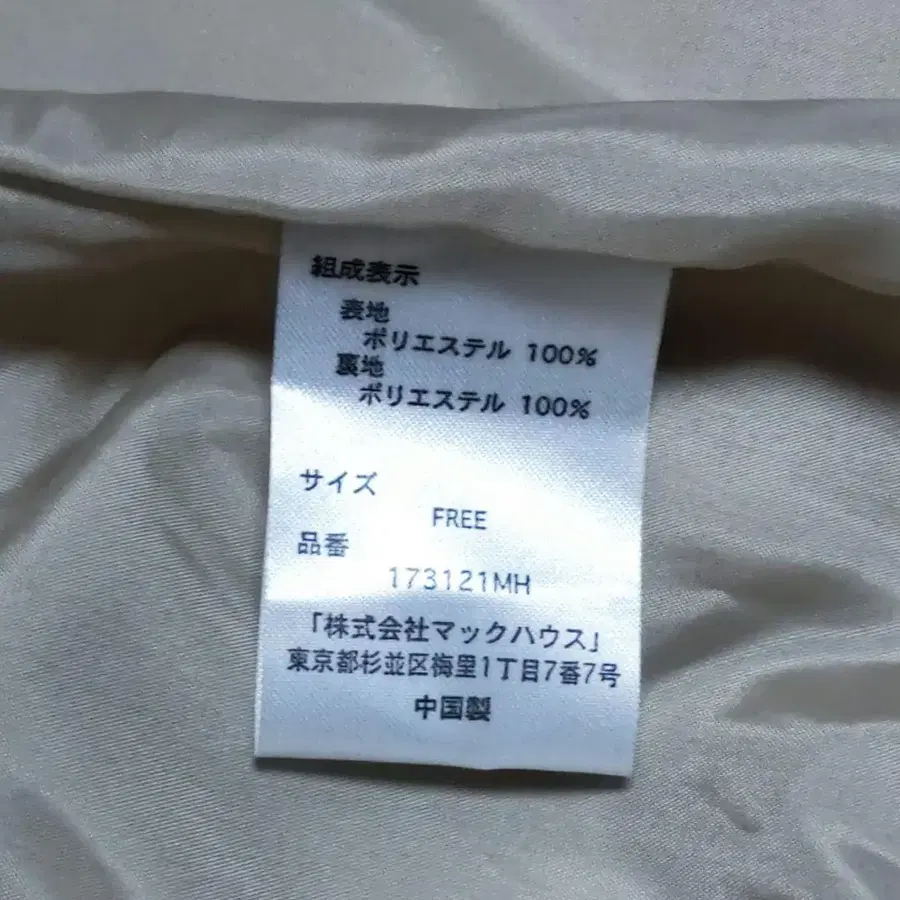 組成表示
表地
ポリエステル 100%
裏地
ポリエステル 100%
サイズ
FREE
品番
173121MH
「株式会社マックハウス」
東京都杉並区梅里1丁目7番7号
中国製